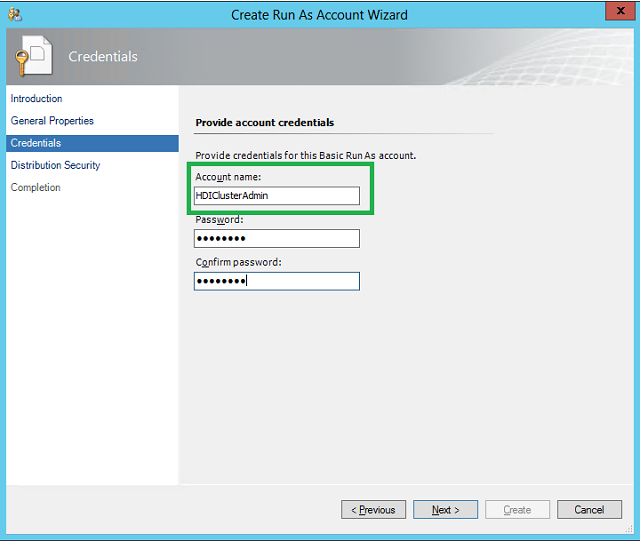 Create Run As Account Wizard
x
Credentials
Introduction
General Properties
Credentials
Distribution Security
Completion
Provide account credentials
Provide credentials for this Basic Run As account.
Account name:
HDIClusterAdmin
Password:
●●●●●●●●
Confirm password:
●●●●●●●●
< Previous
Next >
Create
Cancel